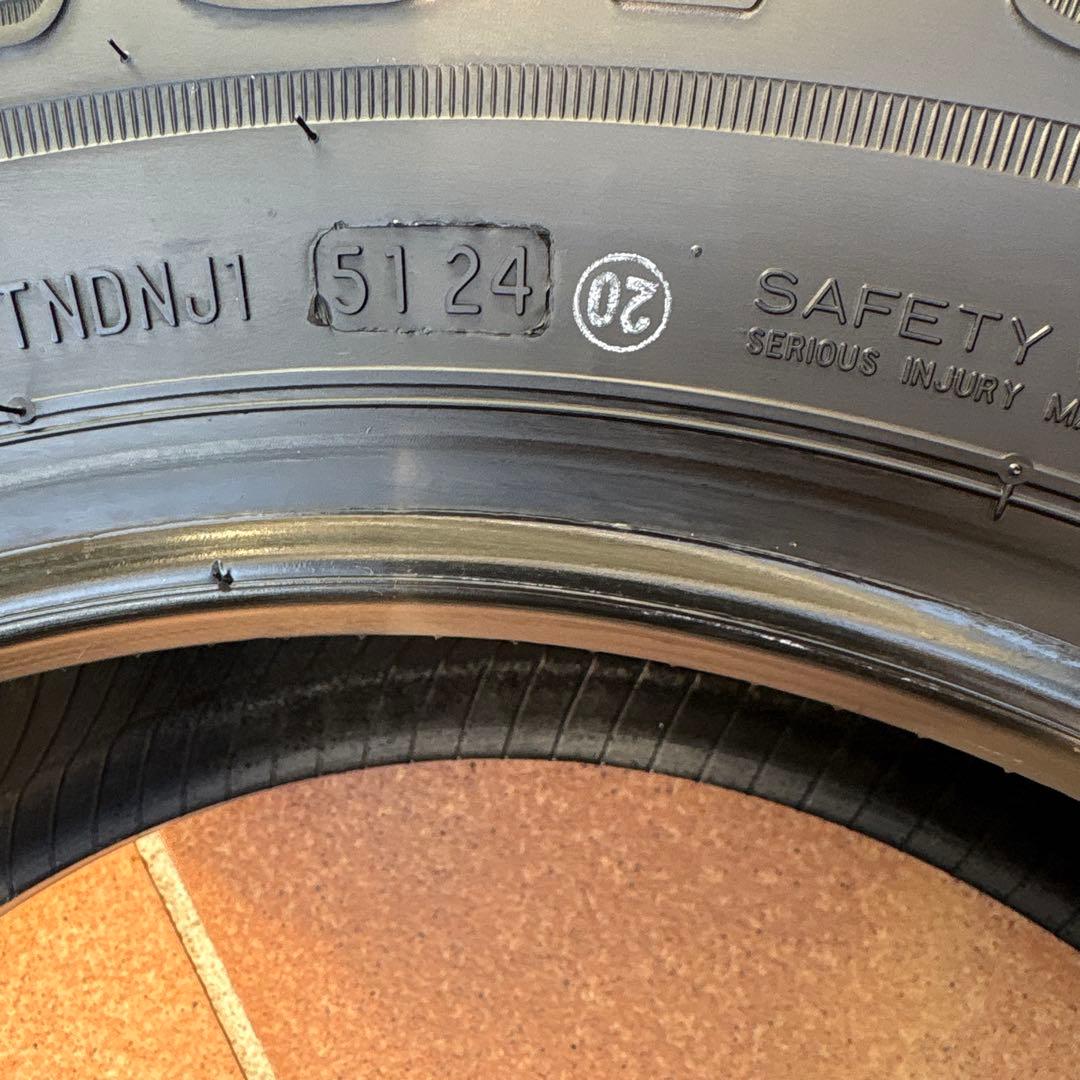 TNDNJ1 5124 20 SAFETY
SERIOUS INJURY